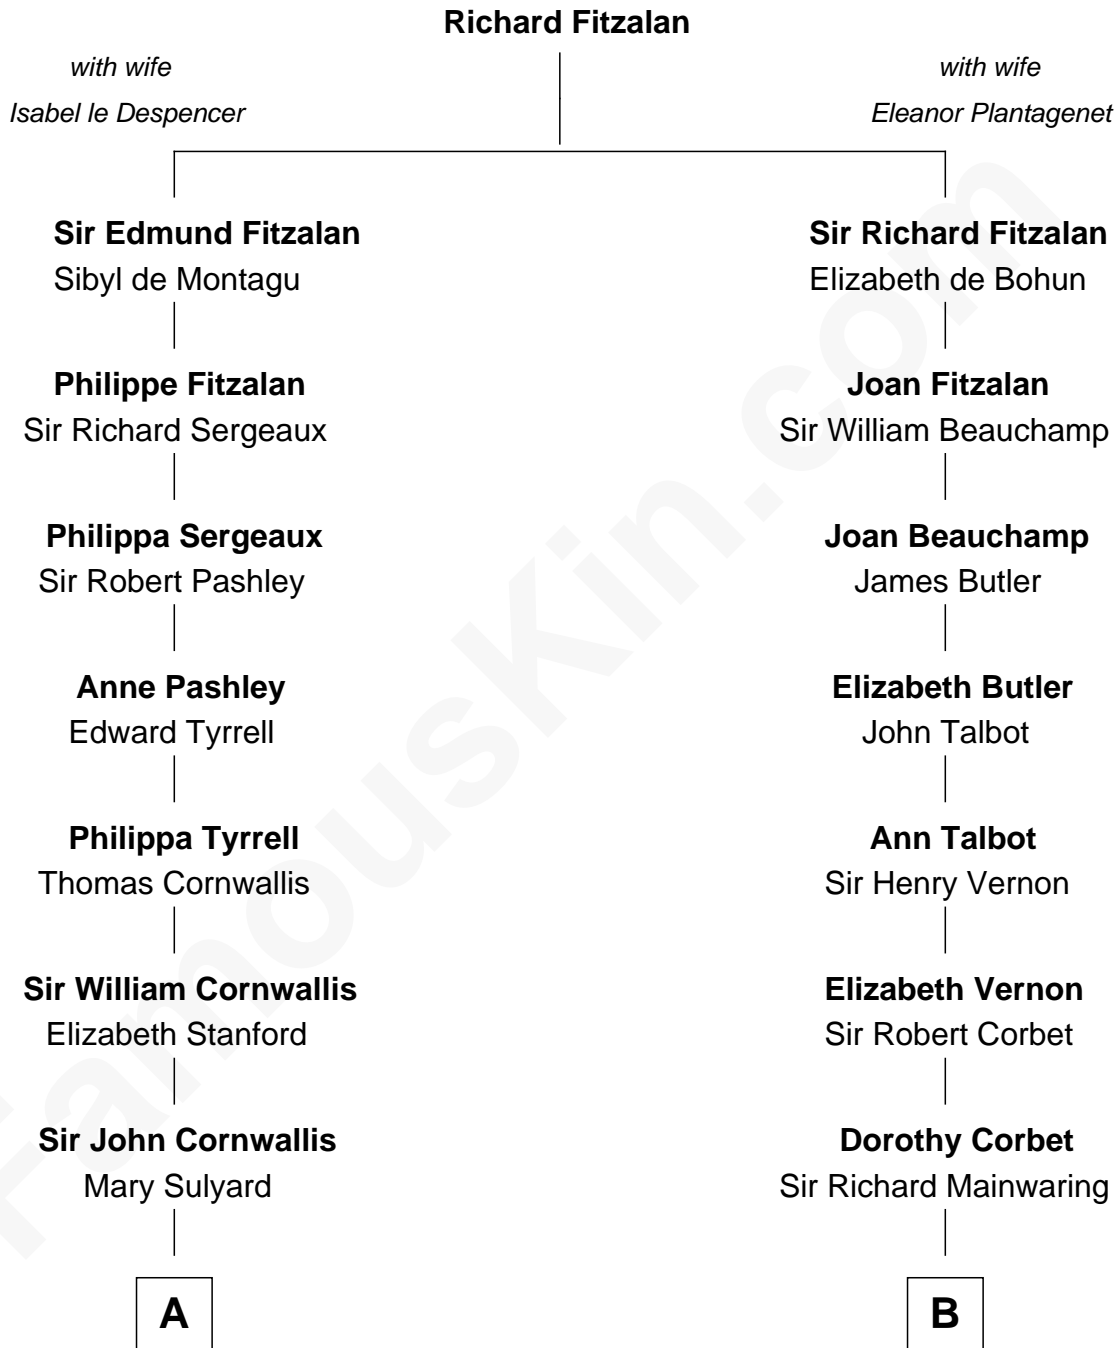 Richard Fitzalan
with wife
Isabel le Despencer
with wife
Eleanor Plantagenet
Sir Edmund Fitzalan
Sibyl de Montagu
Sir Richard Fitzalan
Elizabeth de Bohun
Philippe Fitzalan
Sir Richard Sergeaux
Joan Fitzalan
Sir William Beauchamp
Philippa Sergeaux
Sir Robert Pashley
Joan Beauchamp
James Butler
Anne Pashley
Edward Tyrrell
Elizabeth Butler
John Talbot
Philippa Tyrrell
Thomas Cornwallis
Ann Talbot
Sir Henry Vernon
Sir William Cornwallis
Elizabeth Stanford
Elizabeth Vernon
Sir Robert Corbet
Sir John Cornwallis
Mary Sulyard
Dorothy Corbet
Sir Richard Mainwaring
A
B
FamousKin.com